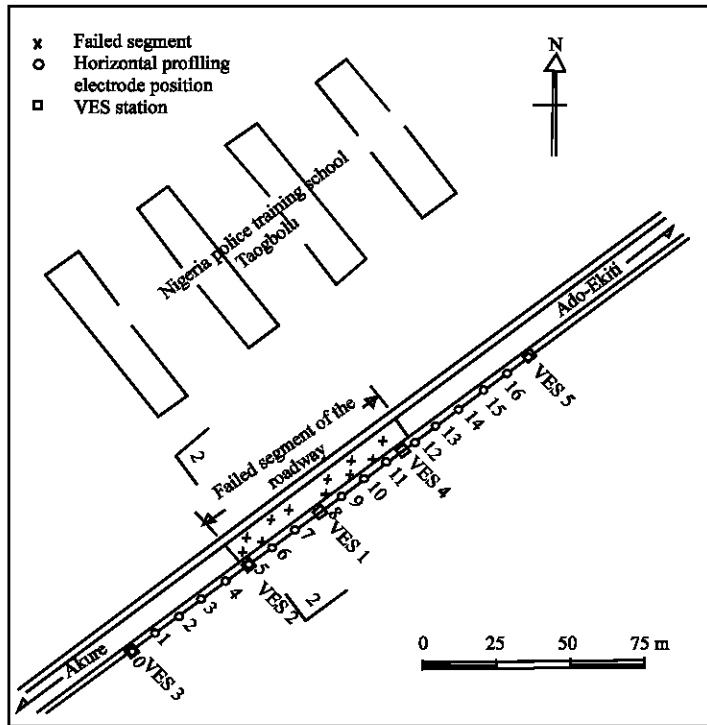 Failed segment
Horizontal proflling
electrode position
VES station
N
Nigeria police training school
Taogbolu
Ado-Ekiti
Failed segment of the
roadway
2
2
Akure
0
1
2
3
4
5
6
7
8
9
10
11
12
13
14
15
16
VES 3
VES 2
VES 1
VES 4
VES 5
0 25 50 75 m